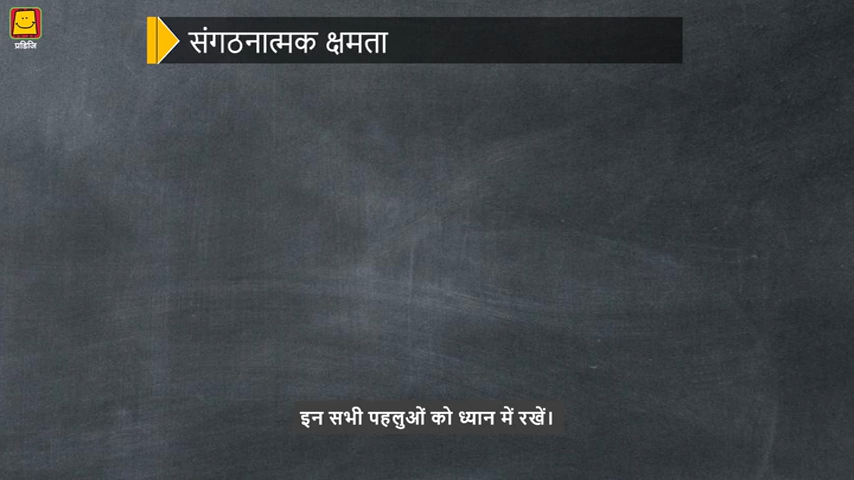 प्रडिजि
संगठनात्मक क्षमता
इन सभी पहलुओं को ध्यान में रखें।